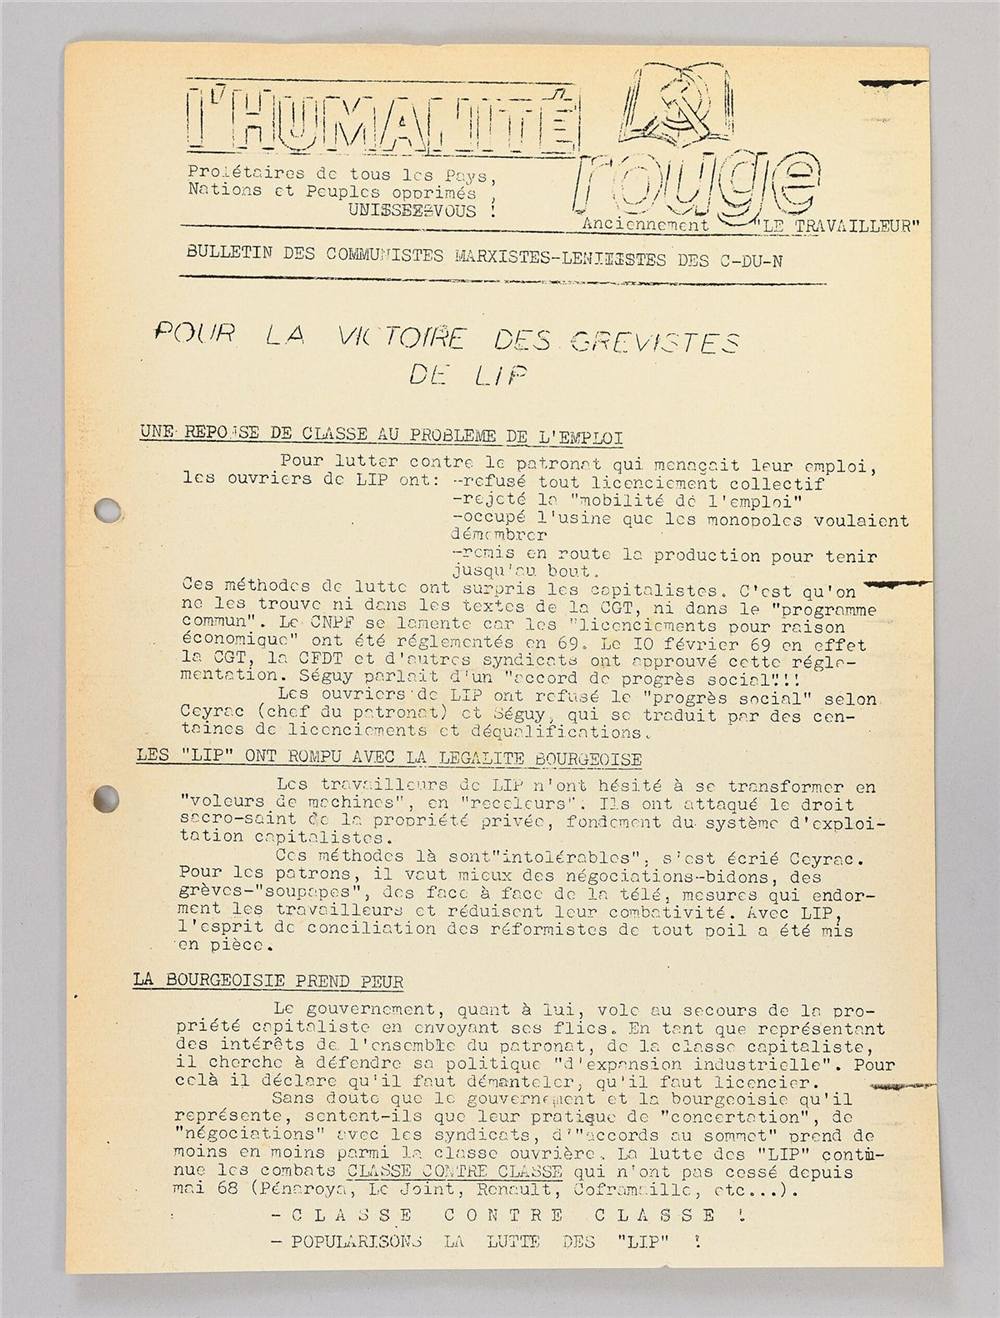 L'HUMANITÉ
rouge
Prolétaires de tous les Pays,
Nations et Peuples opprimés ,
UNISSEZ-VOUS !
Anciennement "LE TRAVAILLEUR"
BULLETIN DES COMMUNISTES MARXISTES-LENINISTES DES C-DU-N
POUR LA VICTOIRE DES GREVISTES
DE LIP
UNE REPONSE DE CLASSE AU PROBLEME DE L'EMPLOI
Pour lutter contre le patronat qui menaçait leur emploi,
les ouvriers de LIP ont: -refusé tout licenciement collectif
-rejeté la "mobilité de l'emploi"
-occupé l'usine que les monopoles voulaient
démembrer
-remis en route la production pour tenir
jusqu'au bout.
Ces méthodes de lutte ont surpris les capitalistes. C'est qu'on
ne les trouve ni dans les textes de la CGT, ni dans le "programme
commun". Le CNPF se lamente car les "licenciements pour raison
économique" ont été réglementés en 69. Le IO février 69 en effet
la CGT, la CFDT et d'autres syndicats ont approuvé cette régle-
mentation. Séguy parlait d'un "accord de progrès social"!!!
Les ouvriers de LIP ont refusé le "progrès social" selon
Ceyrac (chef du patronat) et Séguy, qui se traduit par des cen-
taines de licenciements et déqualifications.
LES "LIP" ONT ROMPU AVEC LA LEGALITE BOURGEOISE
Les travailleurs de LIP n'ont hésité à se transformer en
"voleurs de machines", en "receleurs". Ils ont attaqué le droit
sacro-saint de la propriété privée, fondement du système d'exploi-
tation capitalistes.
Ces méthodes là sont"intolérables", s'est écrié Ceyrac.
Pour les patrons, il vaut mieux des négociations-bidons, des
grèves-"soupapes", des face à face de la télé, mesures qui endor-
ment les travailleurs et réduisent leur combativité. Avec LIP,
l'esprit de conciliation des réformistes de tout poil a été mis
en pièce.
LA BOURGEOISIE PREND PEUR
Le gouvernement, quant à lui, vole au secours de la pro-
priété capitaliste en envoyant ses flics. En tant que représentant
des intérêts de l'ensemble du patronat, de la classe capitaliste,
il cherche à défendre sa politique "d'expansion industrielle". Pour
celà il déclare qu'il faut démanteler, qu'il faut licencier.
Sans doute que le gouvernement et la bourgeoisie qu'il
représente, sentent-ils que leur pratique de "concertation", de
"négociations" avec les syndicats, d'"accords au sommet" prend de
moins en moins parmi la classe ouvrière. La lutte des "LIP" conti-
nue les combats CLASSE CONTRE CLASSE qui n'ont pas cessé depuis
mai 68 (Pénaroya, Le Joint, Renault, Coframaille, etc...).
- CLASSE CONTRE CLASSE !
- POPULARISONS LA LUTTE DES "LIP" !